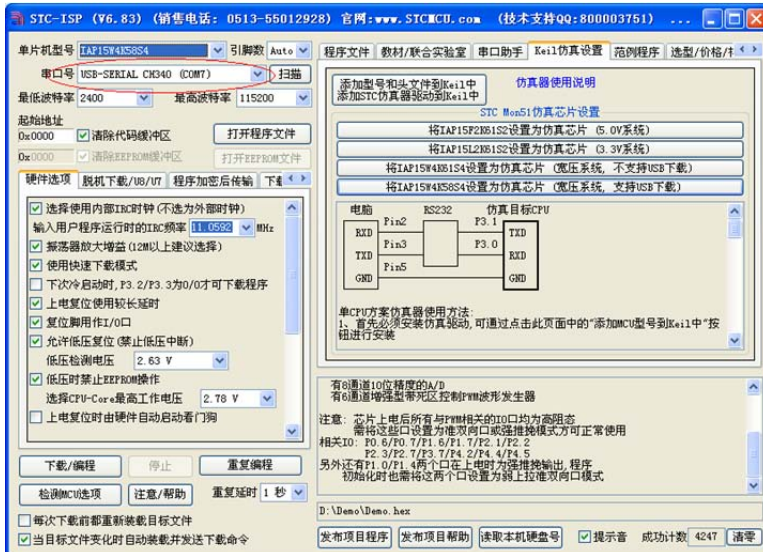 STC-ISP (V6.83) (销售电话: 0513-55012928) 官网:www.STCMCU.com (技术支持QQ:800003751) ...
单片机型号 IAP15W4K58S4 引脚数 Auto
串口号 USB-SERIAL CH340 (COM7) 扫描
最低波特率 2400 最高波特率 115200
起始地址
0x0000 清除代码缓冲区 打开程序文件
0x0000 清除EEPROM缓冲区 打开EEPROM文件
硬件选项 脱机下载/U8/U7 程序加密后传输
选择使用内部IRC时钟(不选为外部时钟)
输入用户程序运行时的IRC频率 11.0592 MHz
振荡器放大增益(12M以上建议选择)
使用快速下载模式
下次冷启动时,P3.2/P3.3为0/0才可下载程序
上电复位使用较长延时
复位脚用作I/O口
允许低压复位(禁止低压中断)
低压检测电压 2.63 V
低压时禁止EEPROM操作
选择CPU-Core最高工作电压 2.78 V
上电复位时由硬件自动启动看门狗
下载/编程 停止 重复编程
检测MCU选项 注意/帮助 重复延时 1 秒
每次下载前都重新装载目标文件
当目标文件变化时自动装载并发送下载命令
程序文件 教材/联合实验室 串口助手 Keil仿真设置 范例程序 选型/价格/
添加型号和头文件到Keil中
添加STC仿真器驱动到Keil中
仿真器使用说明
STC Mon51仿真芯片设置
将IAP15F2K61S2设置为仿真芯片 (5.0V系统)
将IAP15L2K61S2设置为仿真芯片 (3.3V系统)
将IAP15W4K61S4设置为仿真芯片 (宽压系统, 不支持USB下载)
将IAP15W4K58S4设置为仿真芯片 (宽压系统, 支持USB下载)
电脑 RS232 仿真目标CPU
RXD Pin2 P3.1 TXD
TXD Pin3 P3.0 RXD
GND Pin5 GND
单CPU方案仿真器使用方法:
1、首先必须安装仿真驱动,可通过点击此页面中的“添加MCU型号到Keil中”按
钮进行安装
有8通道10位精度的A/D
有6通道增强型带死区控制PWM波形发生器
注意: 芯片上电后所有与PWM相关的IO口均为高阻态
需将这些口设置为准双向口或强推挽模式方可正常使用
相关IO: P0.6/P0.7/P1.6/P1.7/P2.1/P2.2
P2.3/P2.7/P3.7/P4.2/P4.4/P4.5
另外还有P1.0/P1.4两个口在上电时为强推挽输出,程序
初始化时也需将这两个口设置为弱上拉准双向口模式
D:\Demo\Demo.hex
发布项目程序 发布项目帮助 读取本机硬盘号 提示音 成功计数 4247 清零